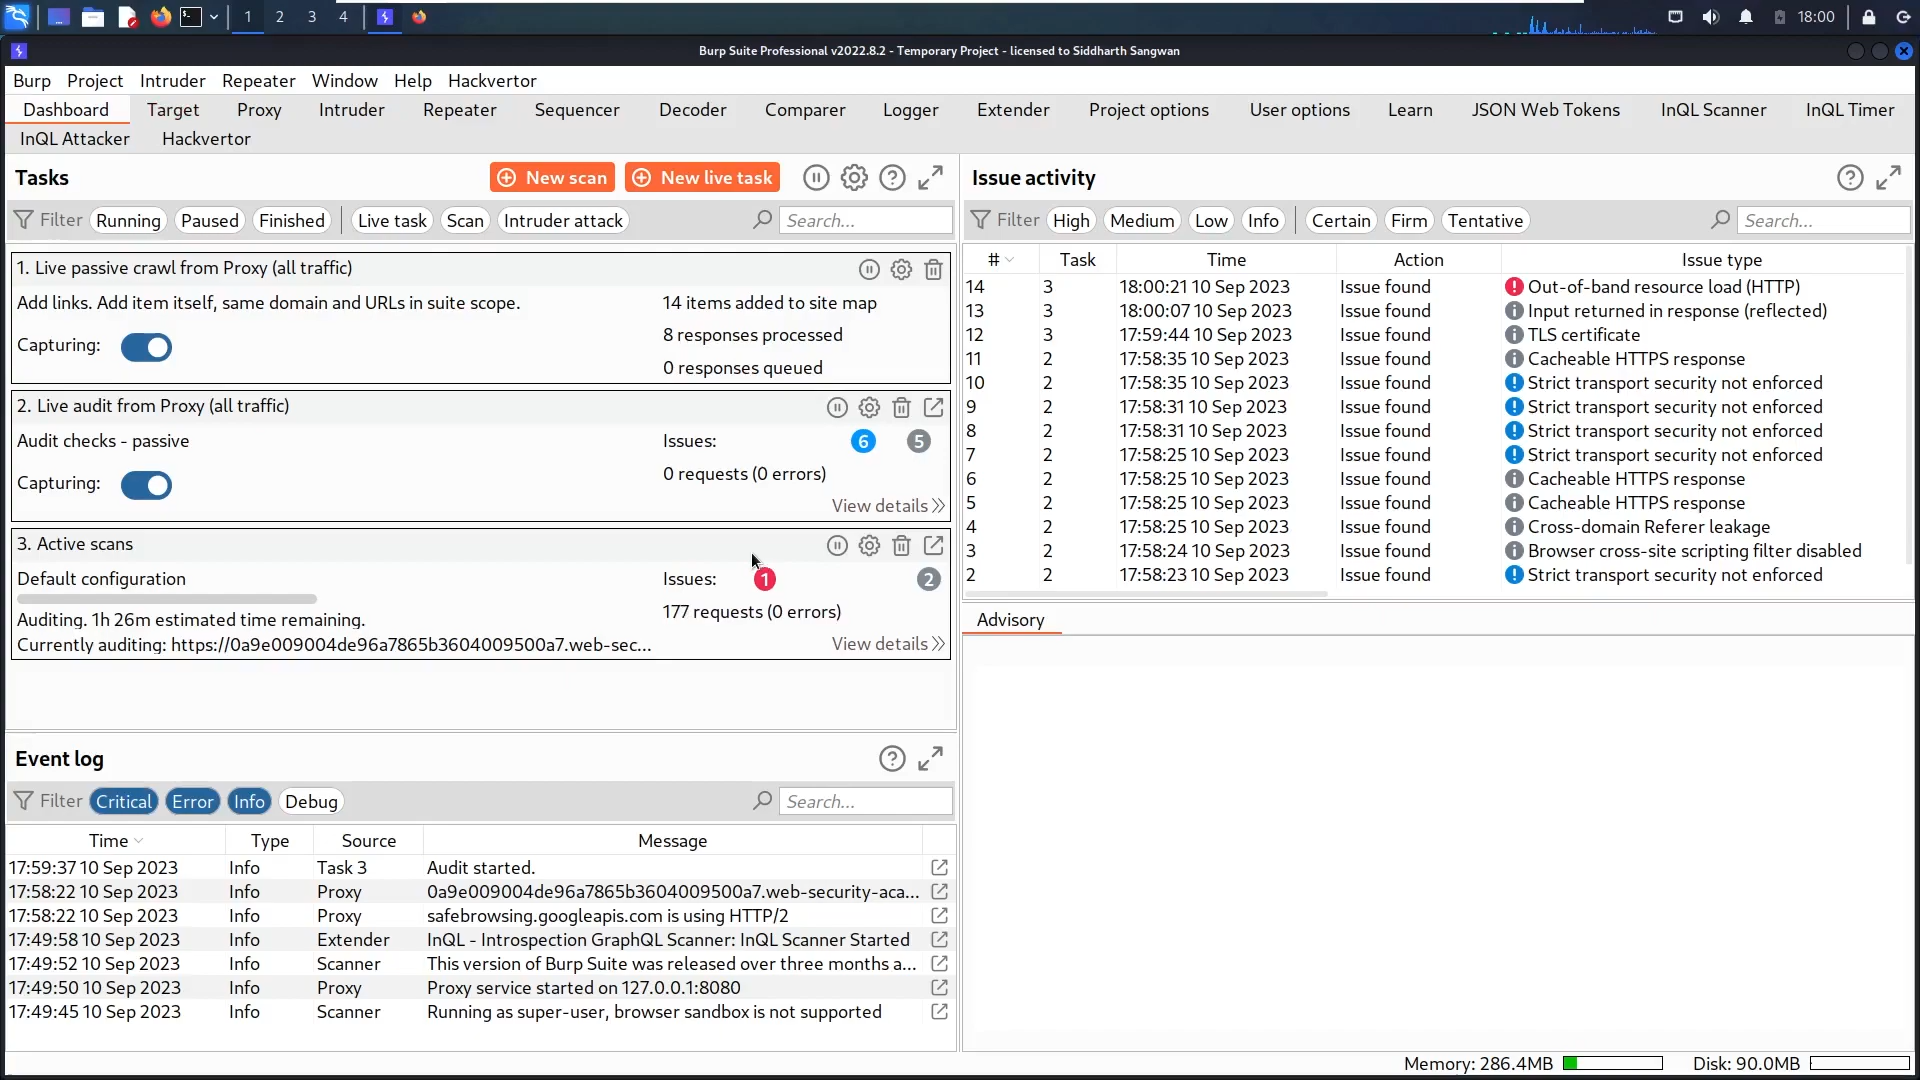 1 2 3 4 18:00
Burp Suite Professional v2022.8.2 - Temporary Project - licensed to Siddharth Sangwan
Burp Project Intruder Repeater Window Help Hackvertor
Dashboard Target Proxy Intruder Repeater Sequencer Decoder Comparer Logger Extender Project options User options Learn JSON Web Tokens InQL Scanner InQL Timer
InQL Attacker Hackvertor
Tasks New scan New live task
Filter Running Paused Finished Live task Scan Intruder attack Search...
1. Live passive crawl from Proxy (all traffic)
Add links. Add item itself, same domain and URLs in suite scope. 14 items added to site map
8 responses processed
Capturing:
0 responses queued
2. Live audit from Proxy (all traffic)
Audit checks - passive Issues: 6 5
0 requests (0 errors)
Capturing:
View details
3. Active scans
Default configuration Issues: 1 2
177 requests (0 errors)
Auditing. 1h 26m estimated time remaining.
Currently auditing: https://0a9e009004de96a7865b3604009500a7.web-sec... View details
Event log
Filter Critical Error Info Debug Search...
Time Type Source Message
17:59:37 10 Sep 2023 Info Task 3 Audit started.
17:58:22 10 Sep 2023 Info Proxy 0a9e009004de96a7865b3604009500a7.web-security-aca...
17:58:22 10 Sep 2023 Info Proxy safebrowsing.googleapis.com is using HTTP/2
17:49:58 10 Sep 2023 Info Extender InQL - Introspection GraphQL Scanner: InQL Scanner Started
17:49:52 10 Sep 2023 Info Scanner This version of Burp Suite was released over three months a...
17:49:50 10 Sep 2023 Info Proxy Proxy service started on 127.0.0.1:8080
17:49:45 10 Sep 2023 Info Scanner Running as super-user, browser sandbox is not supported
Issue activity
Filter High Medium Low Info Certain Firm Tentative Search...
# Task Time Action Issue type
14 3 18:00:21 10 Sep 2023 Issue found Out-of-band resource load (HTTP)
13 3 18:00:07 10 Sep 2023 Issue found Input returned in response (reflected)
12 3 17:59:44 10 Sep 2023 Issue found TLS certificate
11 2 17:58:35 10 Sep 2023 Issue found Cacheable HTTPS response
10 2 17:58:35 10 Sep 2023 Issue found Strict transport security not enforced
9 2 17:58:31 10 Sep 2023 Issue found Strict transport security not enforced
8 2 17:58:31 10 Sep 2023 Issue found Strict transport security not enforced
7 2 17:58:25 10 Sep 2023 Issue found Strict transport security not enforced
6 2 17:58:25 10 Sep 2023 Issue found Cacheable HTTPS response
5 2 17:58:25 10 Sep 2023 Issue found Cacheable HTTPS response
4 2 17:58:25 10 Sep 2023 Issue found Cross-domain Referer leakage
3 2 17:58:24 10 Sep 2023 Issue found Browser cross-site scripting filter disabled
2 2 17:58:23 10 Sep 2023 Issue found Strict transport security not enforced
Advisory
Memory: 286.4MB Disk: 90.0MB